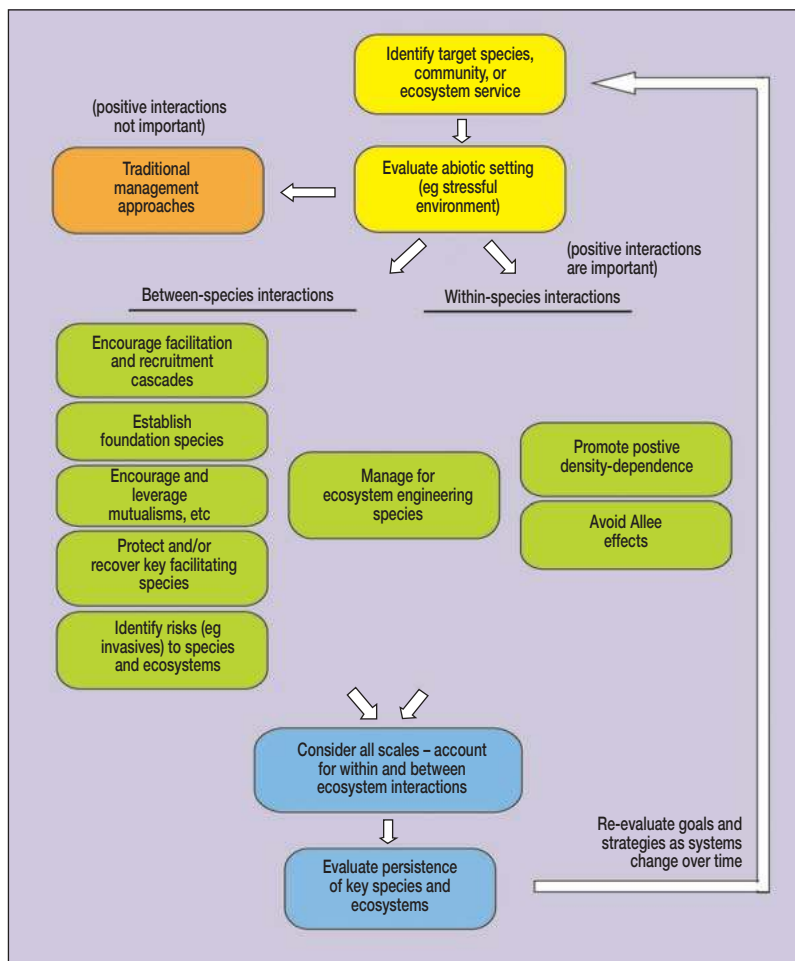 Identify target species,
community, or
ecosystem service
(positive interactions
not important)
Traditional
management
approaches
Evaluate abiotic setting
(eg stressful
environment)
(positive interactions
are important)
Between-species interactions
Within-species interactions
Encourage facilitation
and recruitment
cascades
Establish
foundation species
Encourage and
leverage
mutualisms, etc
Protect and/or
recover key facilitating
species
Identify risks (eg
invasives) to species
and ecosystems
Manage for
ecosystem engineering
species
Promote postive
density-dependence
Avoid Allee
effects
Consider all scales – account
for within and between
ecosystem interactions
Evaluate persistence
of key species and
ecosystems
Re-evaluate goals and
strategies as systems
change over time